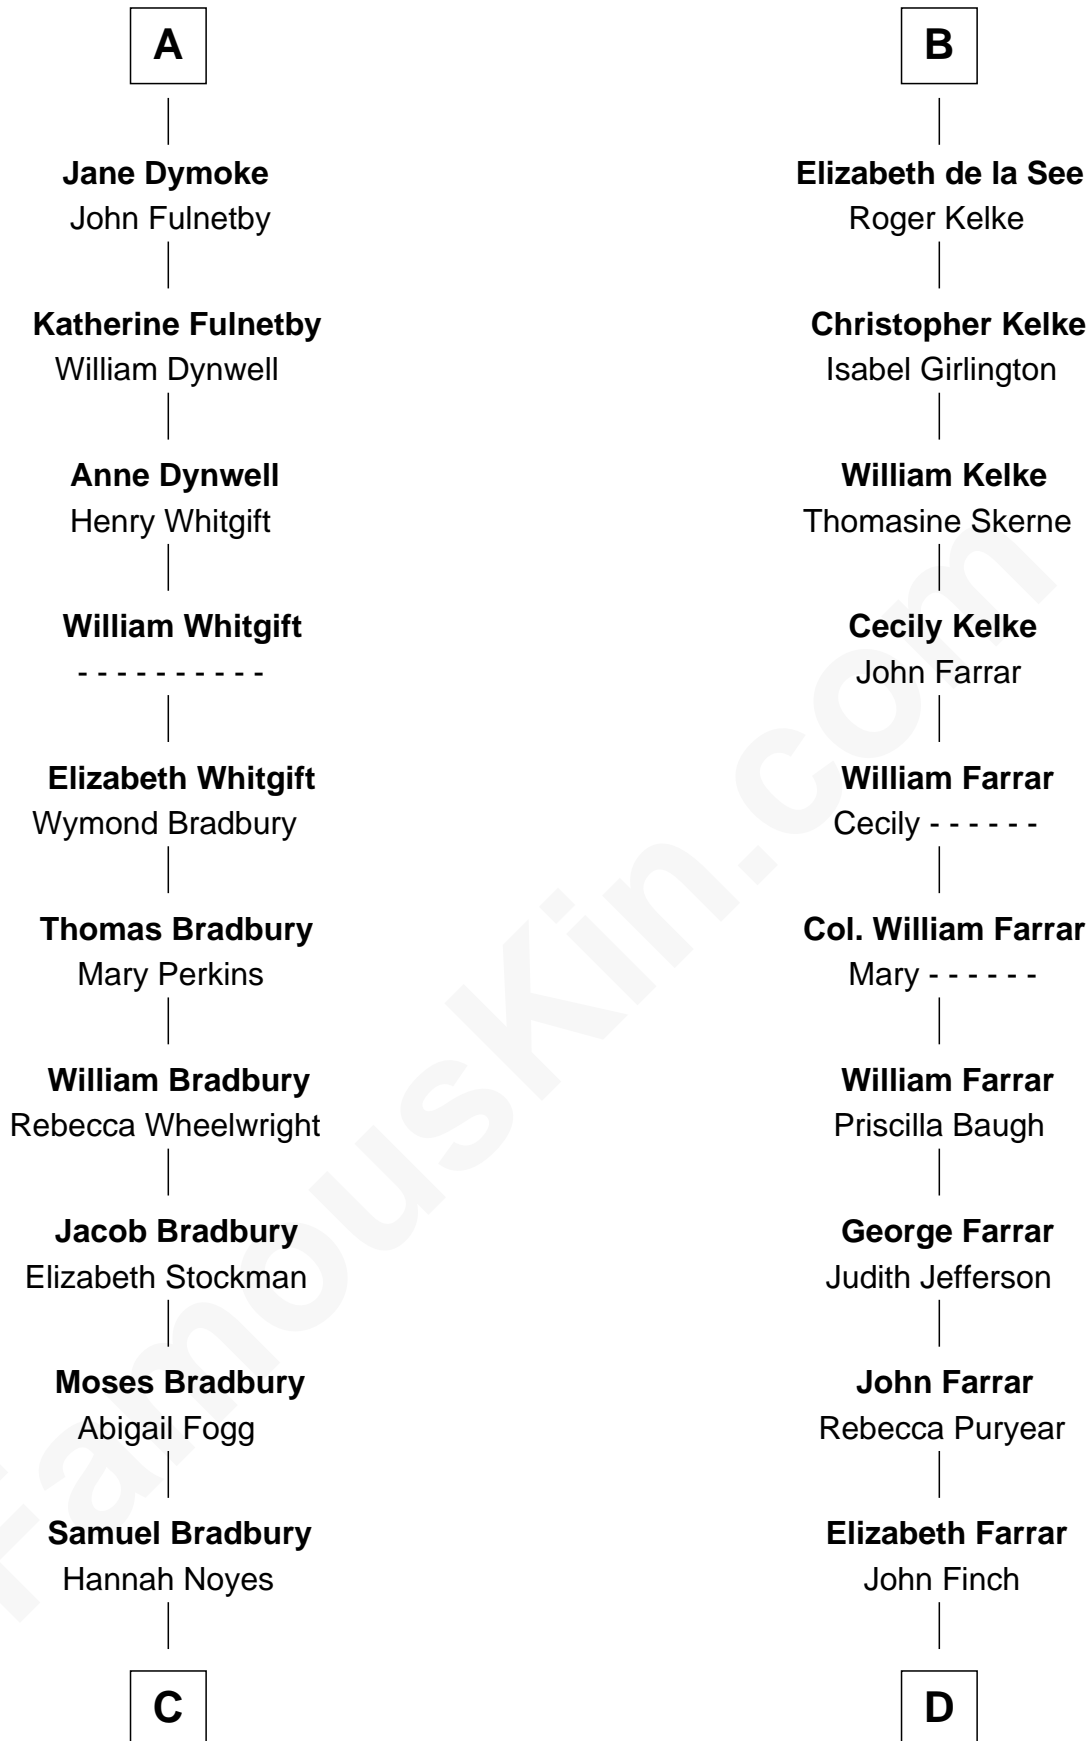 A
Jane Dymoke
John Fulnetby
Katherine Fulnetby
William Dynwell
Anne Dynwell
Henry Whitgift
William Whitgift
- - - - - - - - - -
Elizabeth Whitgift
Wymond Bradbury
Thomas Bradbury
Mary Perkins
William Bradbury
Rebecca Wheelwright
Jacob Bradbury
Elizabeth Stockman
Moses Bradbury
Abigail Fogg
Samuel Bradbury
Hannah Noyes
C
B
Elizabeth de la See
Roger Kelke
Christopher Kelke
Isabel Girlington
William Kelke
Thomasine Skerne
Cecily Kelke
John Farrar
William Farrar
Cecily - - - - - -
Col. William Farrar
Mary - - - - - -
William Farrar
Priscilla Baugh
George Farrar
Judith Jefferson
John Farrar
Rebecca Puryear
Elizabeth Farrar
John Finch
D
FamousKin.com